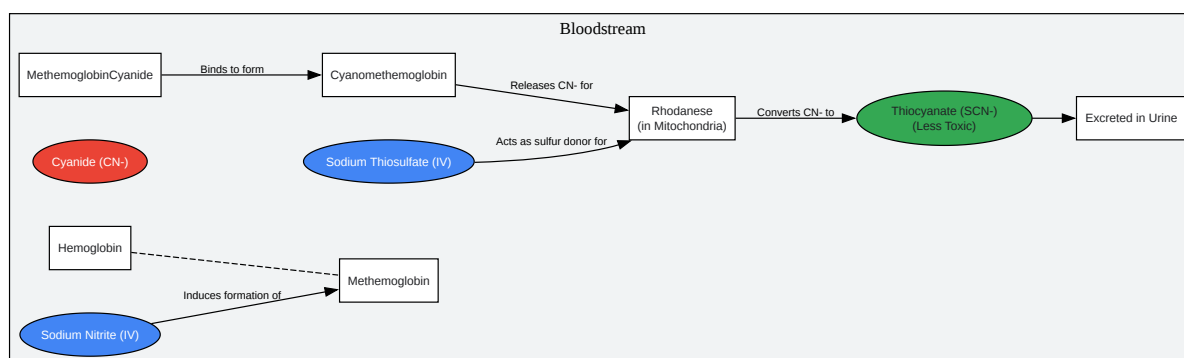 Bloodstream
MethemoglobinCyanide
Binds to form
Cyanomethemoglobin
Releases CN- for
Rhodanese
(in Mitochondria)
Converts CN- to
Thiocyanate (SCN-)
(Less Toxic)
Excreted in Urine
Cyanide (CN-)
Sodium Thiosulfate (IV)
Acts as sulfur donor for
Hemoglobin
Methemoglobin
Induces formation of
Sodium Nitrite (IV)